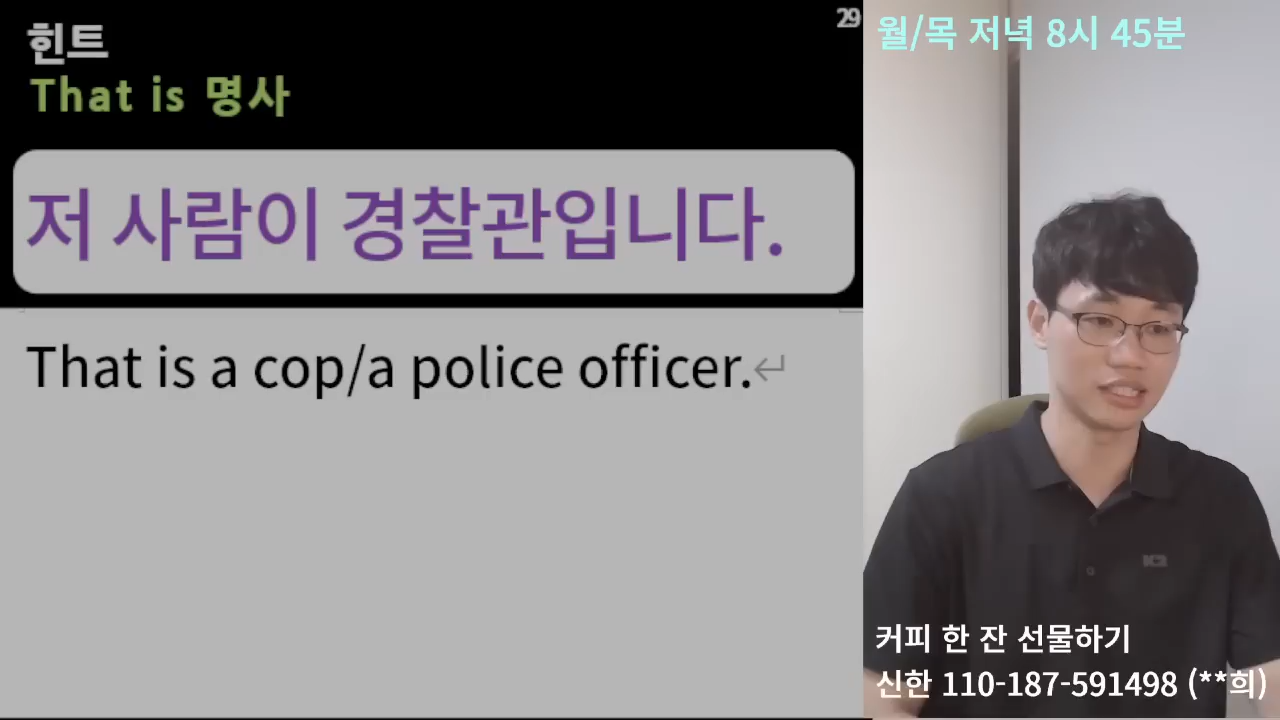 힌트
That is 명사
29
저 사람이 경찰관입니다.
That is a cop/a police officer.↵
월/목 저녁 8시 45분
K2
커피 한 잔 선물하기
신한 110-187-591498 (**희)